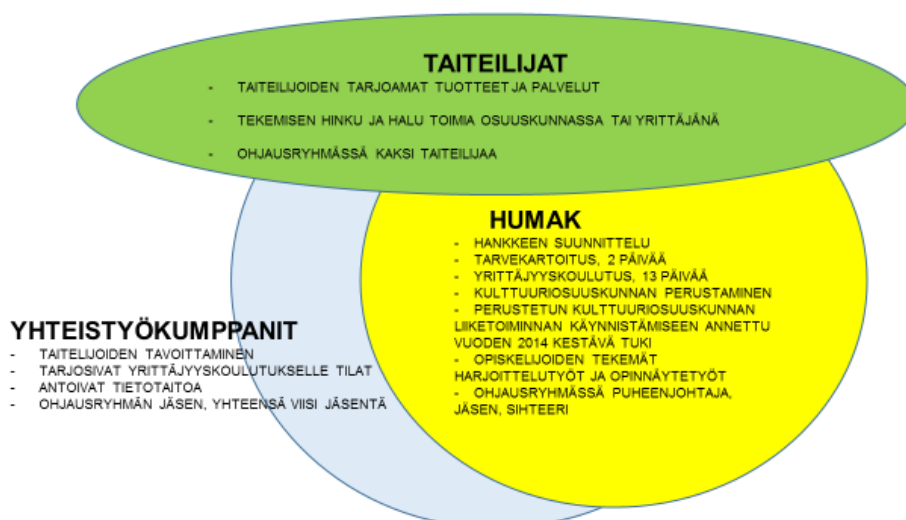 TAITEILIJAT
- TAITEILIJOIDEN TARJOAMAT TUOTTEET JA PALVELUT
- TEKEMISEN HINKU JA HALU TOIMIA OSUUSKUNNASSA TAI YRITTÄJÄNÄ
- OHJAUSRYHMÄSSÄ KAKSI TAITEILIJAA
HUMAK
- HANKKEEN SUUNNITTELU
- TARVEKARTOITUS, 2 PÄIVÄÄ
- YRITTÄJYYSKOULUTUS, 13 PÄIVÄÄ
- KULTTUURIOSUUSKUNNAN PERUSTAMINEN
- PERUSTETUN KULTTUURIOSUUSKUNNAN
LIIKETOIMINNAN KÄYNNISTÄMISEEN ANNETTU
VUODEN 2014 KESTÄVÄ TUKI
- OPISKELIJOIDEN TEKEMÄT
HARJOITTELUTYÖT JA OPINNÄYTETYÖT
- OHJAUSRYHMÄSSÄ PUHEENJOHTAJA,
JÄSEN, SIHTEERI
YHTEISTYÖKUMPPANIT
- TAITELIJOIDEN TAVOITTAMINEN
- TARJOSIVAT YRITTÄJYYSKOULUTUKSELLE TILAT
- ANTOIVAT TIETOTAITOA
- OHJAUSRYHMÄN JÄSEN, YHTEENSÄ VIISI JÄSENTÄ